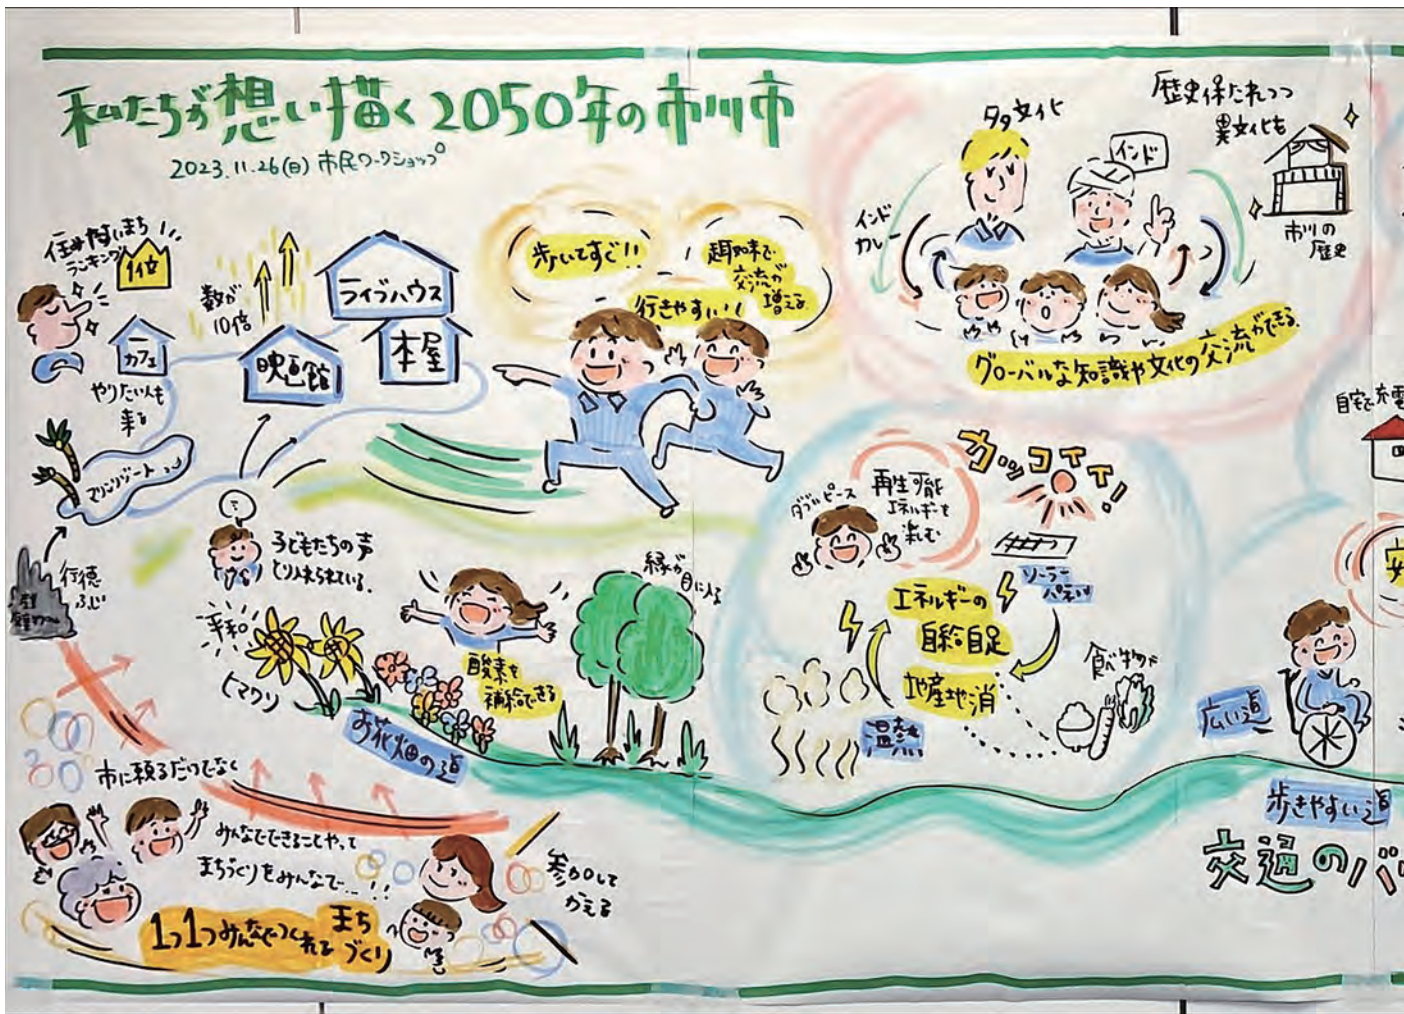 私たちが想い描く2050年の市川市
2023.11.26(日) 市民ワークショップ
住み続けたいまち
ランキング
1位
カフェ
やりたい人も
来る
マリンリゾート
数が
10倍
映画館
ライブハウス
本屋
歩いてすぐ!!
行きやすい!!
趣味で
交流が
増える
多文化
インド
インド
カレー
歴史保たれつつ
異文化も
市川の
歴史
グローバルな知識や文化の交流ができる.
行徳
ふじ
子どもたちの声
とり入れられている.
平和
ヒマワリ
お花畑の道
酸素を
補給できる
緑が
目に入る
カッコイイ!
ダブルピース
再生可能
エネルギーを
楽しむ
ソーラー
パネル
エネルギーの
自給自足
地産地消
温熱
食べ物が
自宅で充電
安
広い道
歩きやすい道
交通のバ
市に頼るだけでなく
みんなでできることやって
まちづくりをみんなで...!!
1つ1つみんなでつくれる
まち
づくり
参加して
かえる